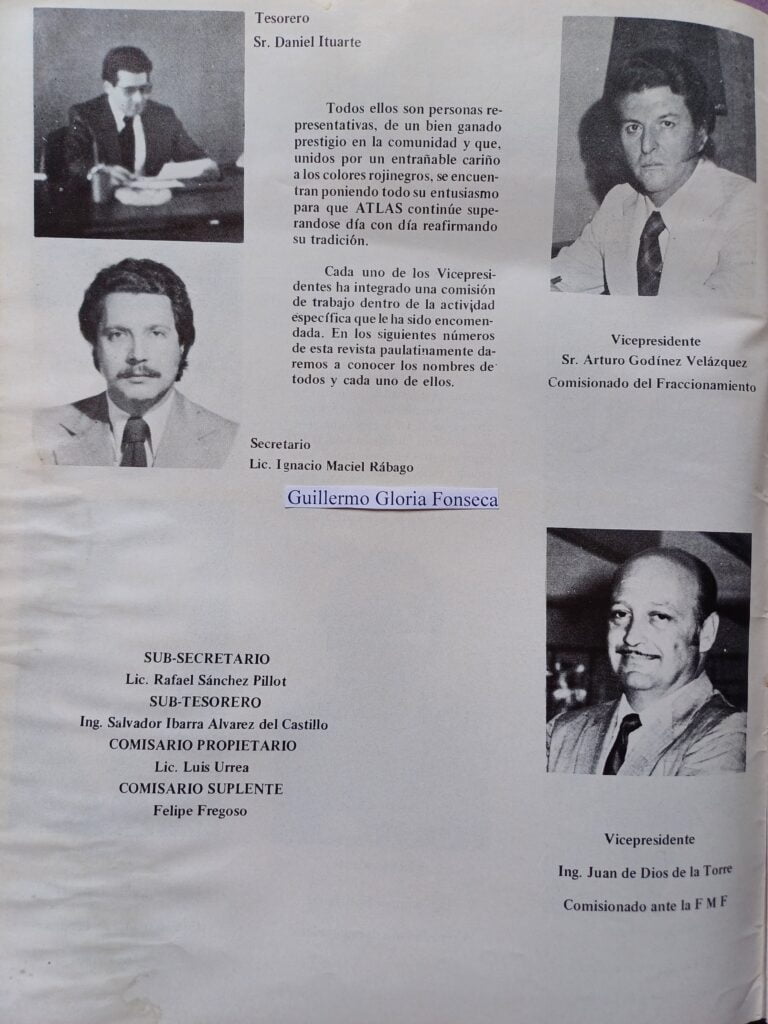 Tesorero
Sr. Daniel Ituarte
Todos ellos son personas re-
presentativas, de un bien ganado
prestigio en la comunidad y que,
unidos por un entrañable cariño
a los colores rojinegros, se encuen-
tran poniendo todo su entusiasmo
para que ATLAS continúe supe-
randose día con día reafirmando
su tradición.
Cada uno de los Vicepresi-
dentes ha integrado una comisión
de trabajo dentro de la actividad
específica que le ha sido encomen-
dada. En los siguientes números
de esta revista paulatinamente da-
remos a conocer los nombres de
todos y cada uno de ellos.
Vicepresidente
Sr. Arturo Godínez Velázquez
Comisionado del Fraccionamiento
Secretario
Lic. Ignacio Maciel Rábago
Guillermo Gloria Fonseca
SUB-SECRETARIO
Lic. Rafael Sánchez Pillot
SUB-TESORERO
Ing. Salvador Ibarra Alvarez del Castillo
COMISARIO PROPIETARIO
Lic. Luis Urrea
COMISARIO SUPLENTE
Felipe Fregoso
Vicepresidente
Ing. Juan de Dios de la Torre
Comisionado ante la F M F